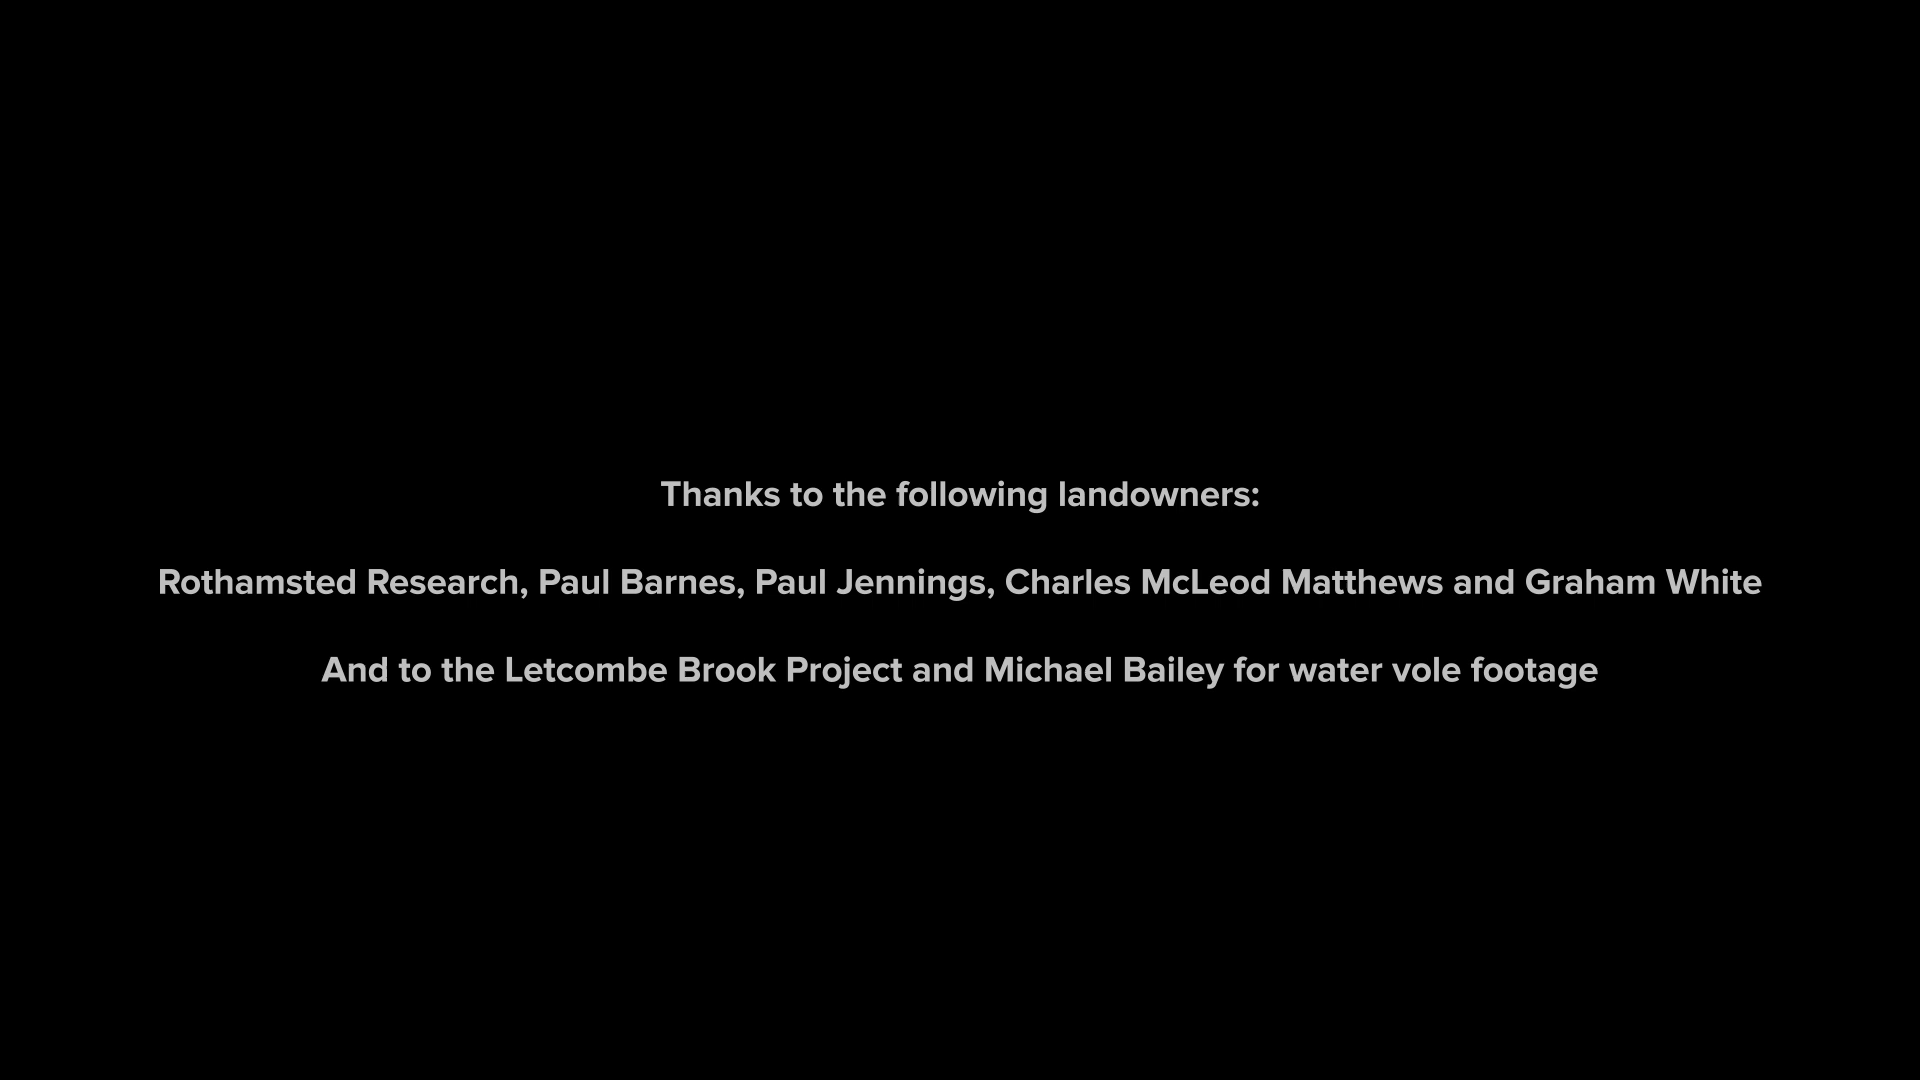 Thanks to the following landowners:
Rothamsted Research, Paul Barnes, Paul Jennings, Charles McLeod Matthews and Graham White
And to the Letcombe Brook Project and Michael Bailey for water vole footage